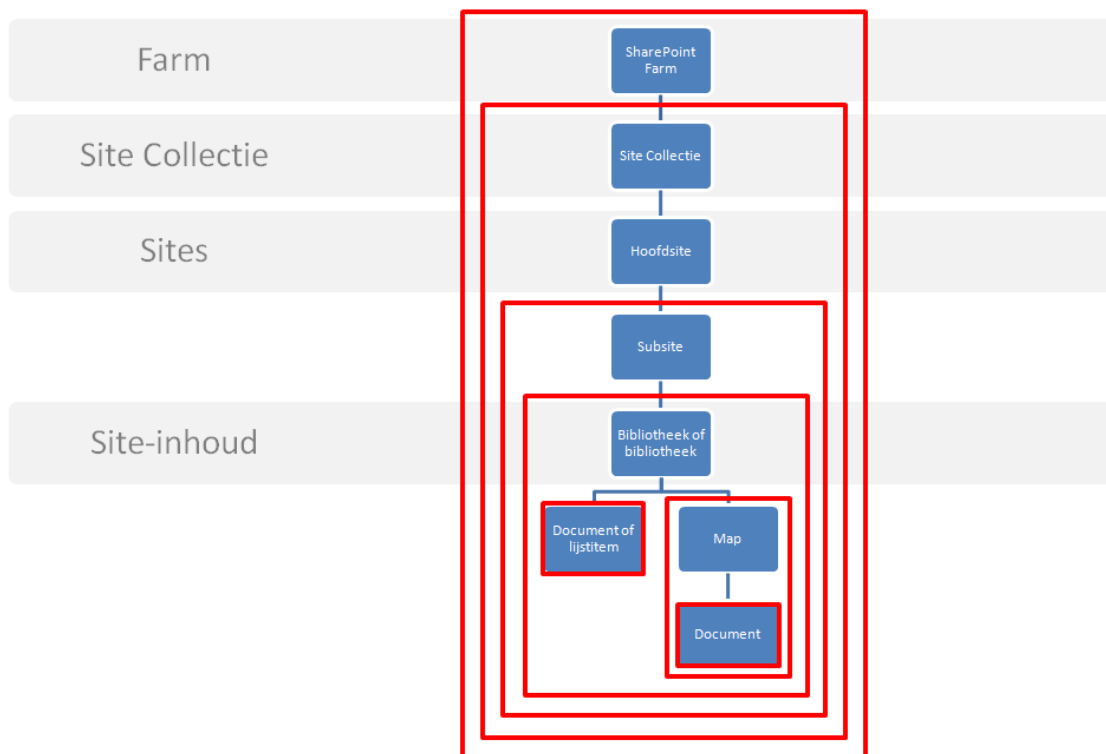 Farm
SharePoint
Farm
Site Collectie
Site Collectie
Sites
Hoofdsite
Subsite
Site-inhoud
Bibliotheek of
bibliotheek
Document of
lijstitem
Map
Document